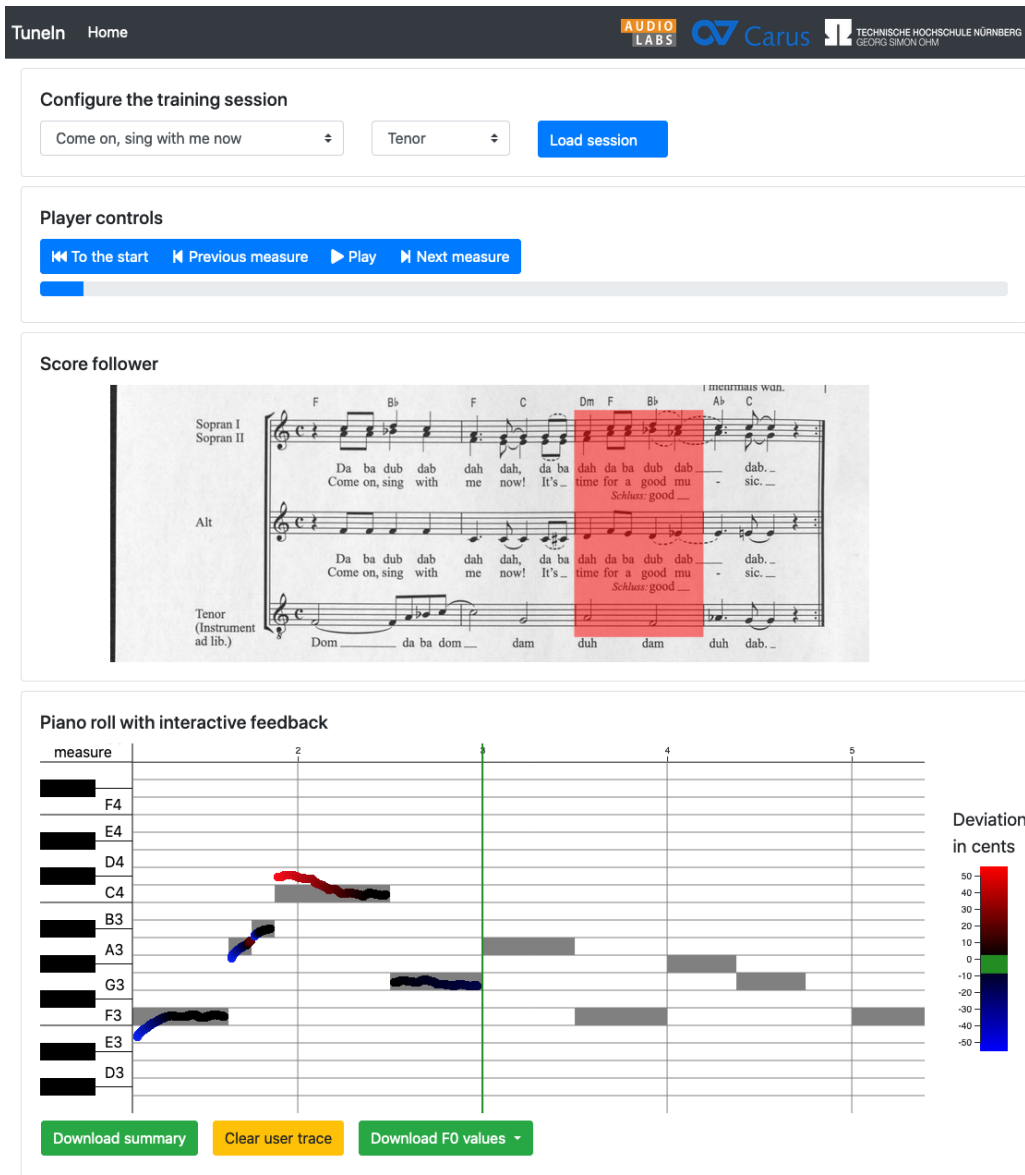 TuneIn Home AUDIO LABS Carus TECHNISCHE HOCHSCHULE NÜRNBERG GEORG SIMON OHM
Configure the training session
Come on, sing with me now Tenor Load session
Player controls
To the start Previous measure Play Next measure
Score follower
mehrmals wdh.
F B♭ F C Dm F B♭ A♭ C
Sopran I
Sopran II
Da ba dub dab dah dah, da ba dah da ba dub dab dab.
Come on, sing with me now! It's time for a good mu - sic.
Schluss: good
Alt
Da ba dub dab dah dah, da ba dah da ba dub dab dab.
Come on, sing with me now! It's time for a good mu - sic.
Schluss: good
Tenor
(Instrument
ad lib.)
Dom da ba dom dam duh dam duh dab.
Piano roll with interactive feedback
measure 2 3 4 5
F4
E4
D4
C4
B3
A3
G3
F3
E3
D3
Deviation
in cents
50
40
30
20
10
0
-10
-20
-30
-40
-50
Download summary Clear user trace Download F0 values